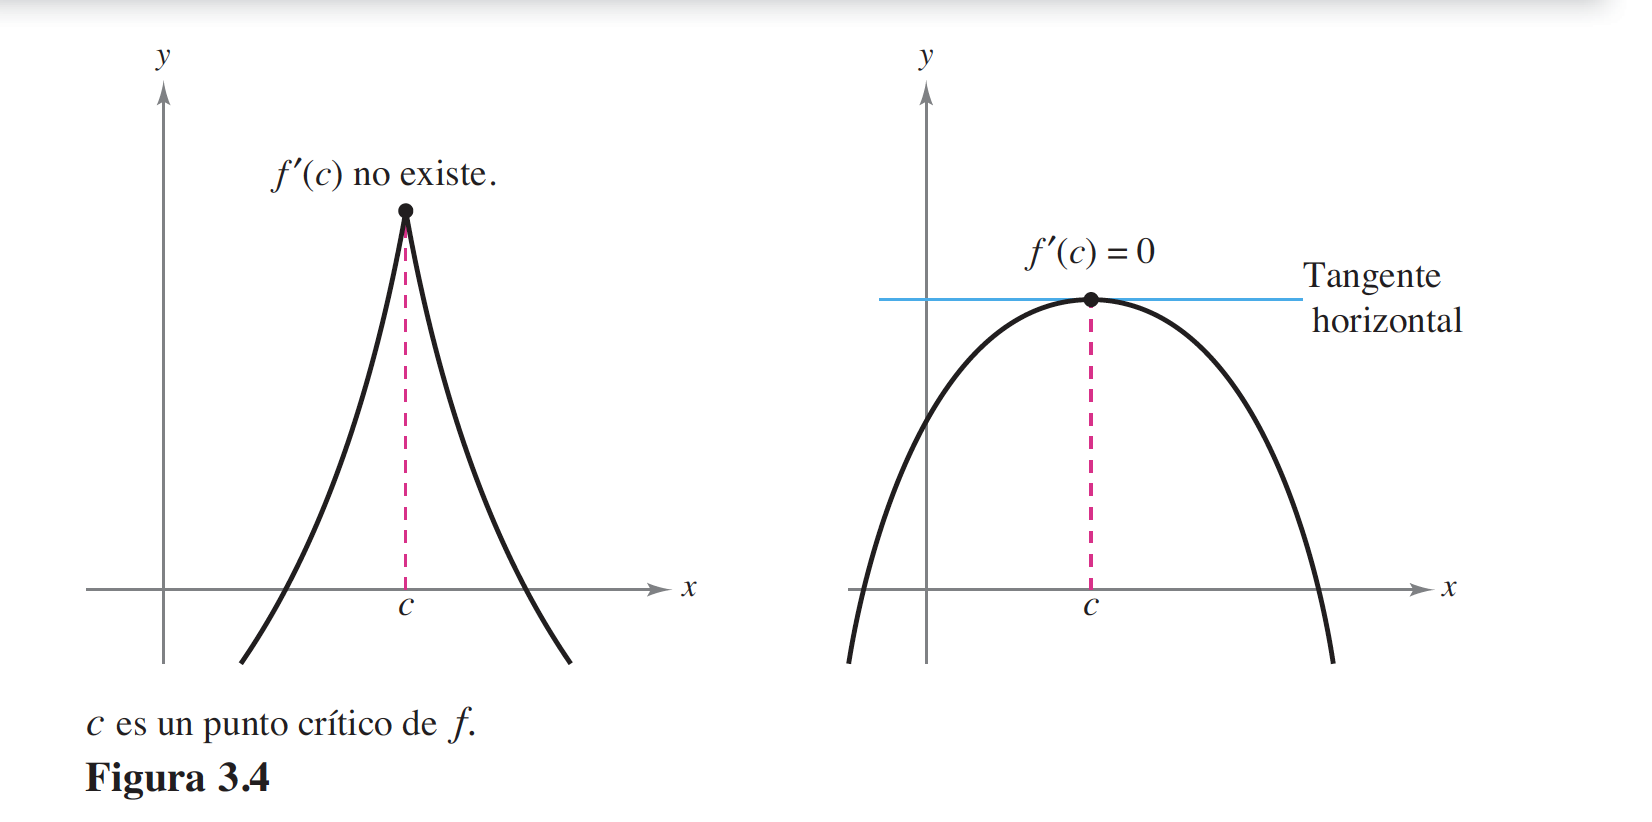 y
f′(c) no existe.
c
x
y
f′(c) = 0
Tangente
horizontal
c
x
c es un punto crítico de f.
Figura 3.4